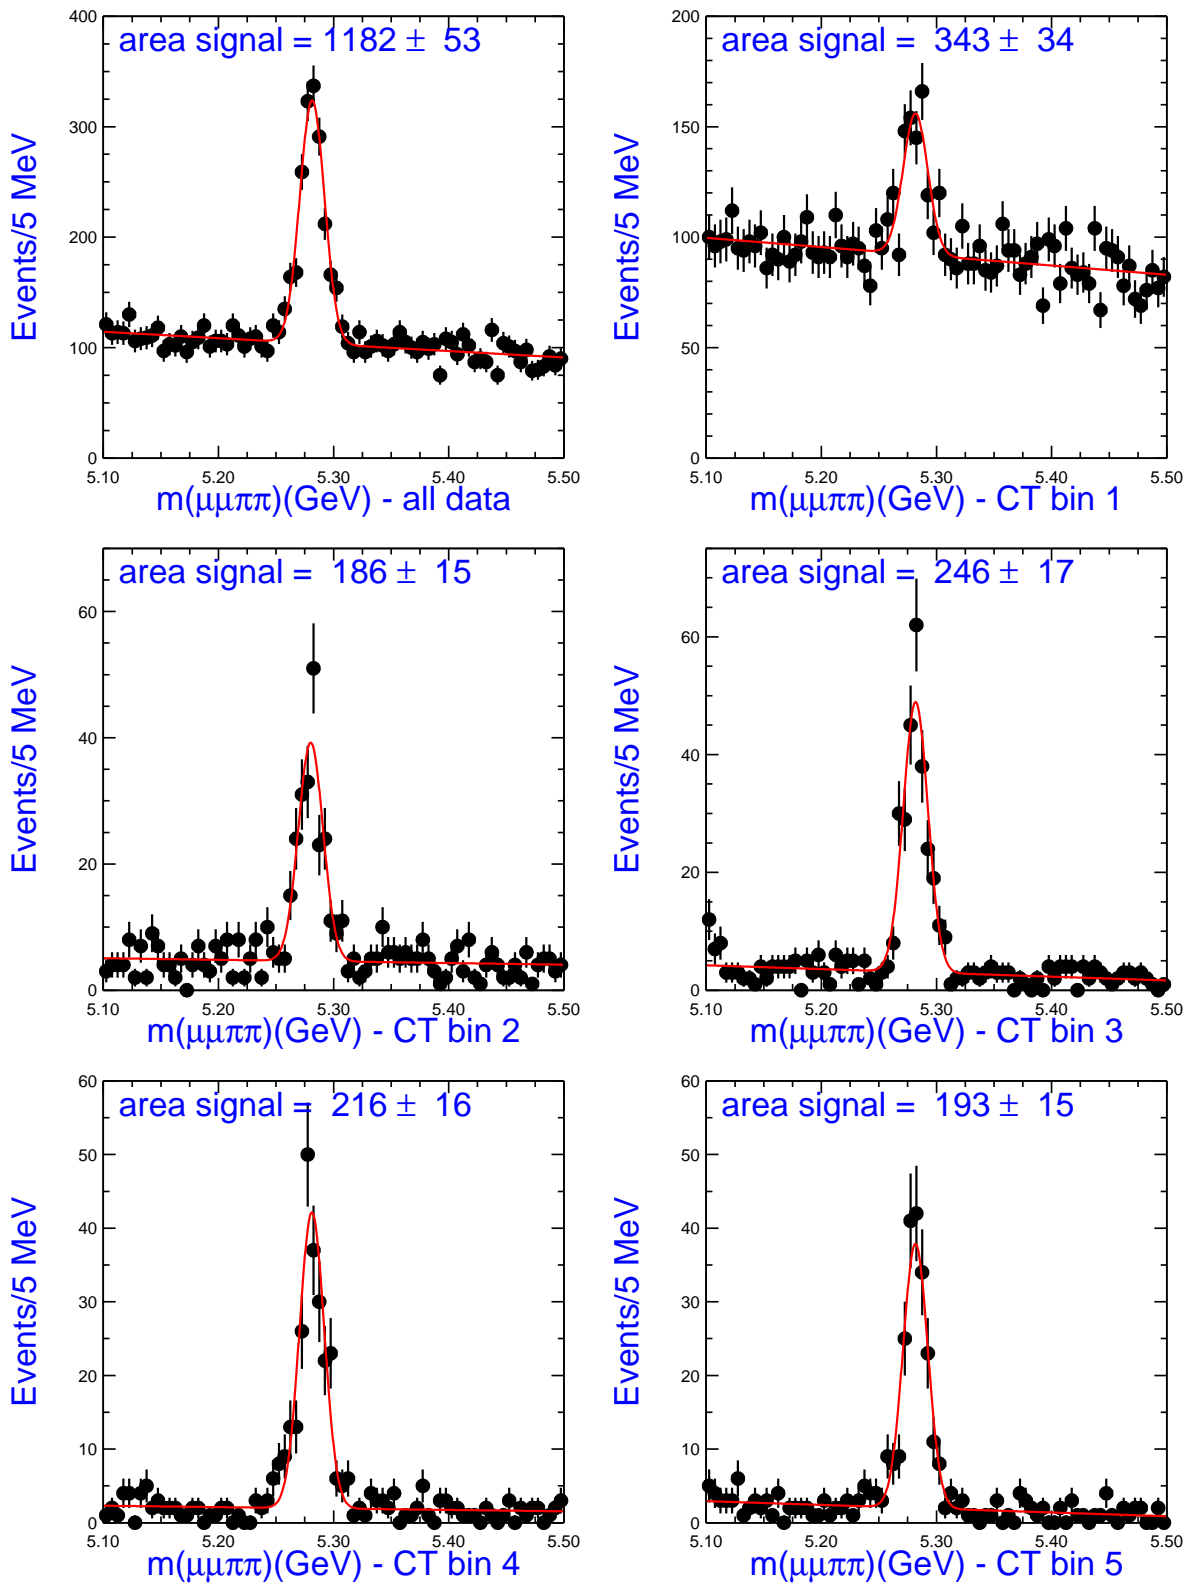 area signal = 1182 ± 53
Events/5 MeV
400
300
200
100
0
5.10 5.20 5.30 5.40 5.50
m(μμππ)(GeV) - all data
area signal = 343 ± 34
Events/5 MeV
200
150
100
50
0
5.10 5.20 5.30 5.40 5.50
m(μμππ)(GeV) - CT bin 1
area signal = 186 ± 15
Events/5 MeV
60
40
20
0
5.10 5.20 5.30 5.40 5.50
m(μμππ)(GeV) - CT bin 2
area signal = 246 ± 17
Events/5 MeV
60
40
20
0
5.10 5.20 5.30 5.40 5.50
m(μμππ)(GeV) - CT bin 3
area signal = 216 ± 16
Events/5 MeV
60
50
40
30
20
10
0
5.10 5.20 5.30 5.40 5.50
m(μμππ)(GeV) - CT bin 4
area signal = 193 ± 15
Events/5 MeV
60
50
40
30
20
10
0
5.10 5.20 5.30 5.40 5.50
m(μμππ)(GeV) - CT bin 5